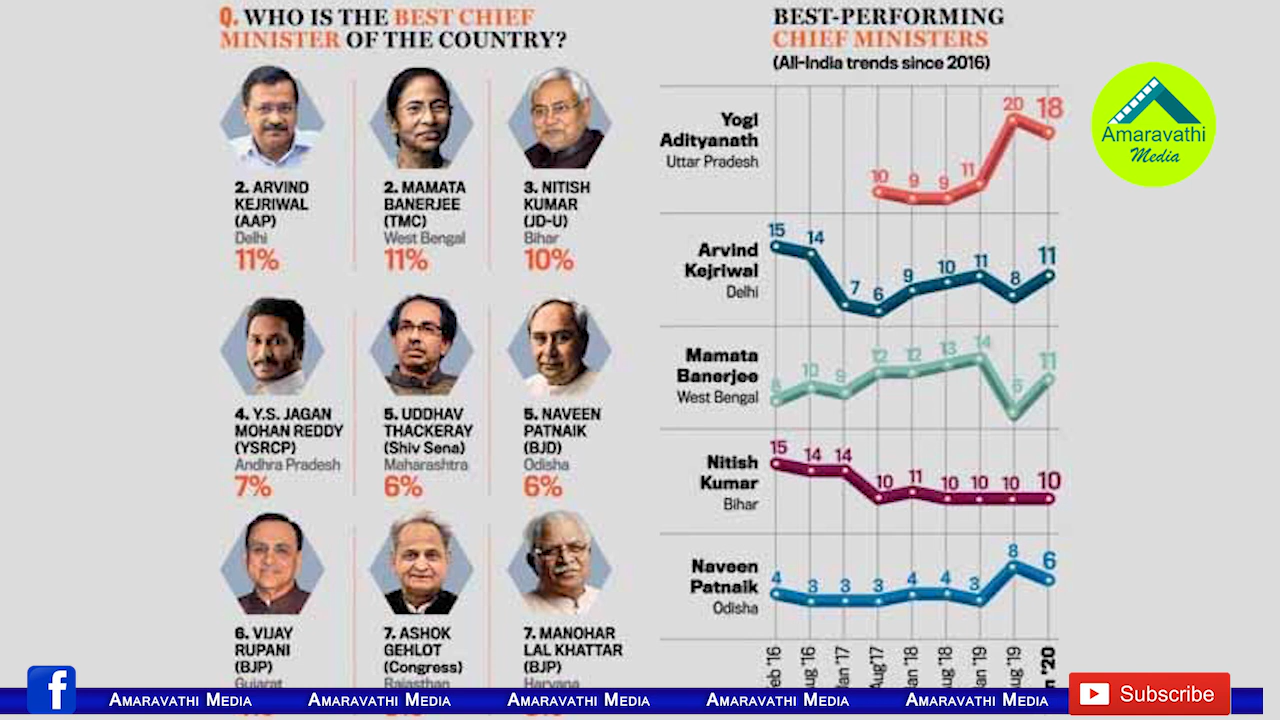 Q. WHO IS THE BEST CHIEF
MINISTER OF THE COUNTRY?
2. ARVIND
KEJRIWAL
(AAP)
Delhi
11%
2. MAMATA
BANERJEE
(TMC)
West Bengal
11%
3. NITISH
KUMAR
(JD-U)
Bihar
10%
4. Y.S. JAGAN
MOHAN REDDY
(YSRCP)
Andhra Pradesh
7%
5. UDDHAV
THACKERAY
(Shiv Sena)
Maharashtra
6%
5. NAVEEN
PATNAIK
(BJD)
Odisha
6%
6. VIJAY
RUPANI
(BJP)
Gujarat
7. ASHOK
GEHLOT
(Congress)
Rajasthan
7. MANOHAR
LAL KHATTAR
(BJP)
Haryana
BEST-PERFORMING
CHIEF MINISTERS
(All-India trends since 2016)
Yogi
Adityanath
Uttar Pradesh
10 9 9 11 20 18
Arvind
Kejriwal
Delhi
15 14 7 6 9 10 11 8 11
Mamata
Banerjee
West Bengal
8 10 9 12 12 13 14 11
Nitish
Kumar
Bihar
15 14 14 10 11 10 10 10 10
Naveen
Patnaik
Odisha
4 3 3 3 4 4 3 8 6
'16 '16 '17 Aug'17 '18 '18 '19 '19 '20
Amaravathi
Media
f
AMARAVATHI MEDIA AMARAVATHI MEDIA AMARAVATHI MEDIA AMARAVATHI MEDIA AMARAVATHI MEDIA
Subscribe